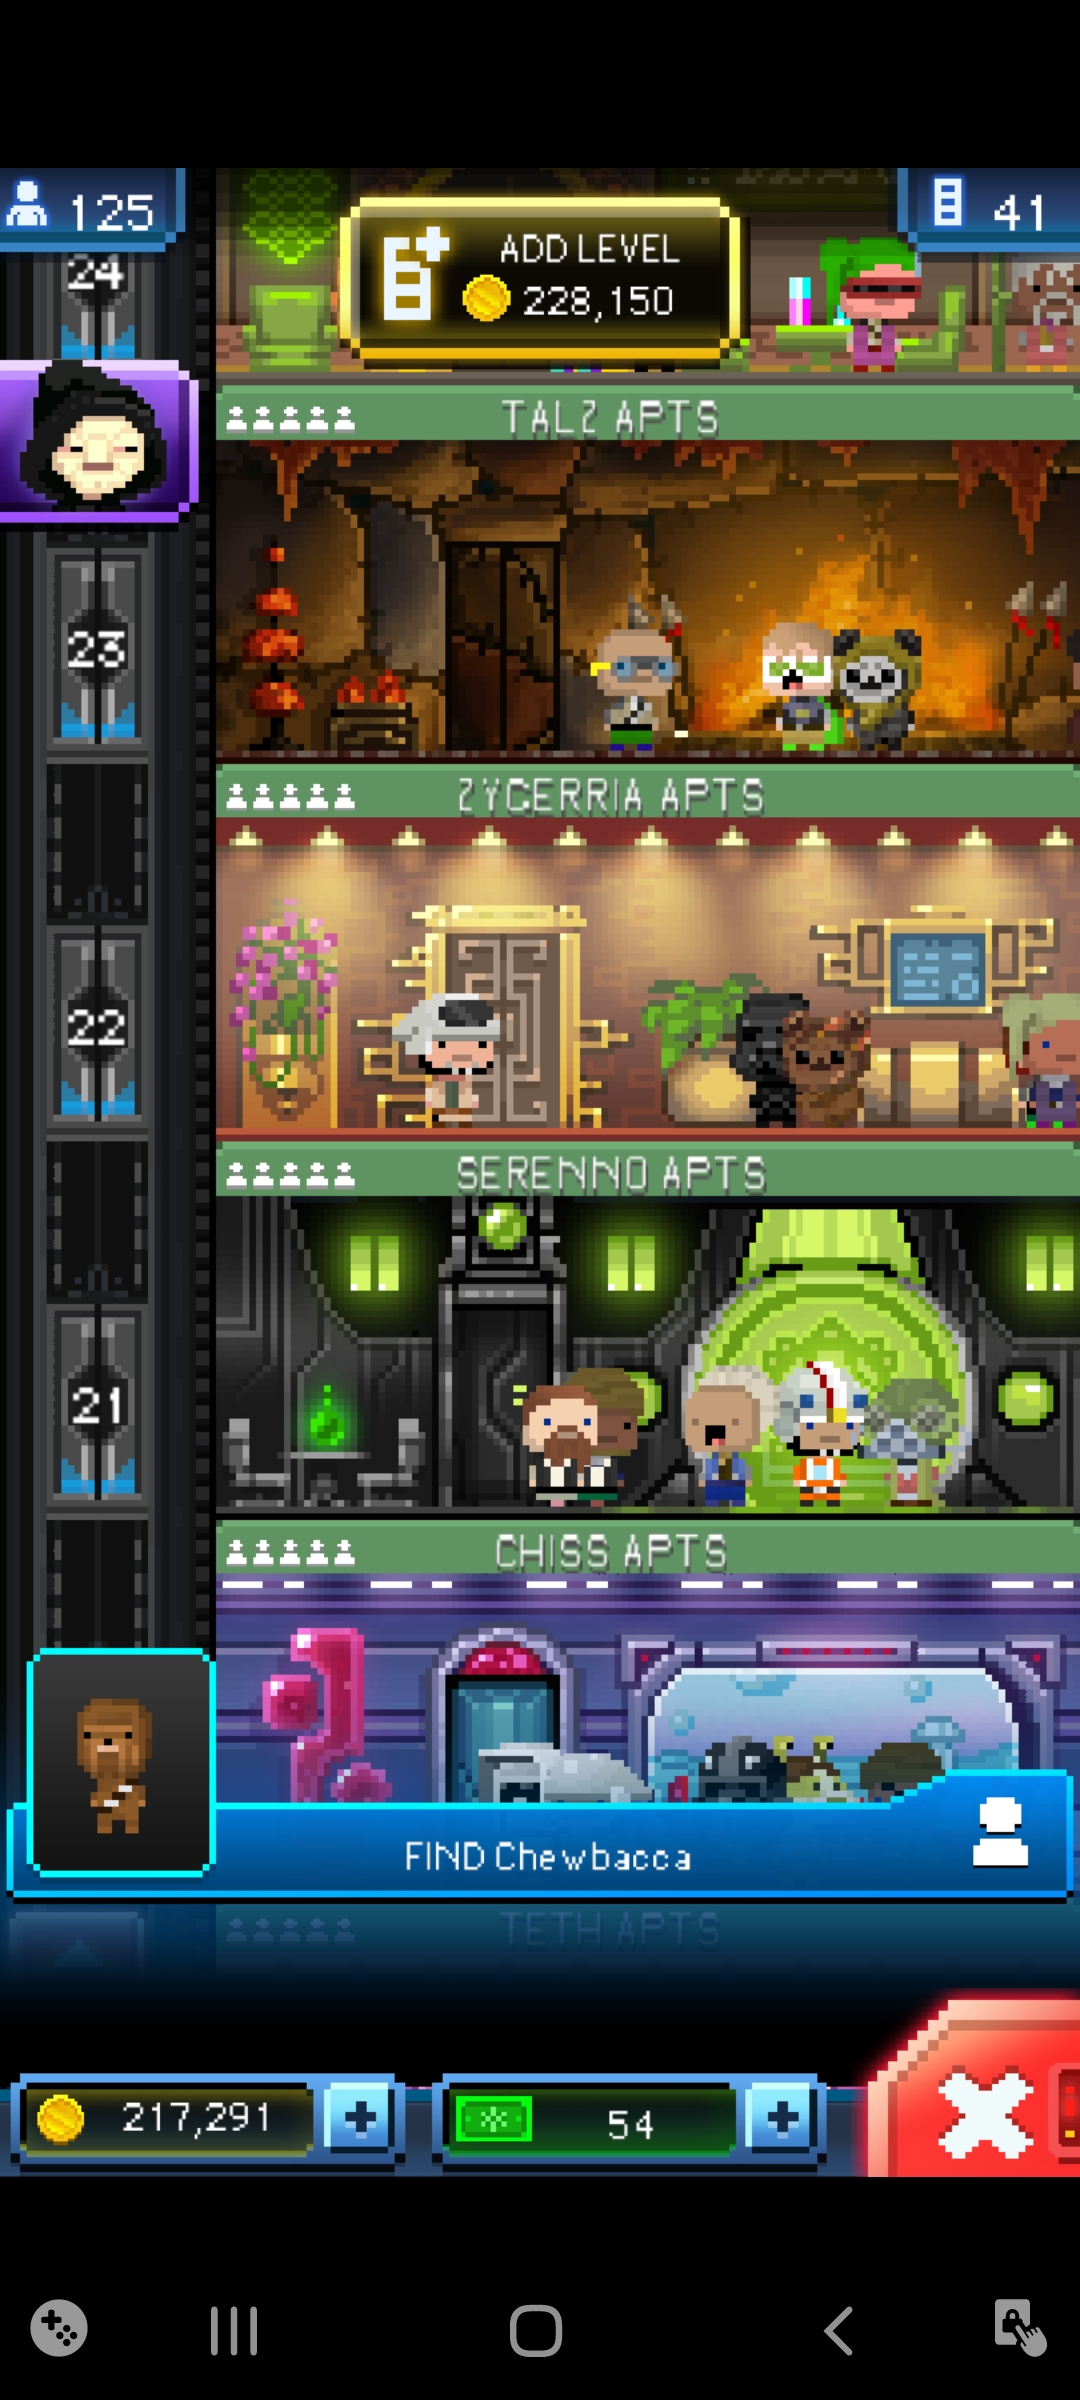 125
41
24
ADD LEVEL
228,150
TALZ APTS
23
ZYGERRIA APTS
22
SERENNO APTS
21
CHISS APTS
FIND Chewbacca
TETH APTS
217,291
54